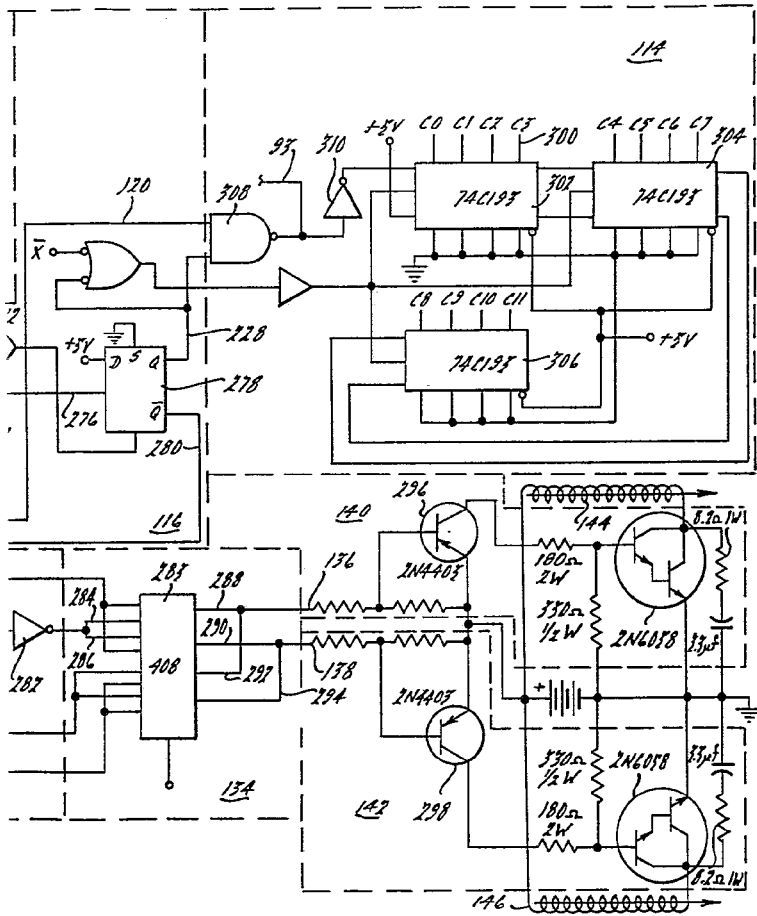 114
C0 C1 C2 C3
C4 C5 C6 C7
+5V
93
310
300
304
120
308
74C193
302
74C193
X̅
C8 C9 C10 C11
228
+5V
+5V
D S Q
74C193
306
278
276
Q̅
280
116
296
140
144
8.2Ω 1W
283
288
136
2N4403
180Ω
2W
284
290
330Ω
½W
2N6058
3.3μf
286
408
292
138
282
294
2N4403
+
134
298
142
330Ω
½W
2N6058
3.3μf
180Ω
2W
8.2Ω 1W
146